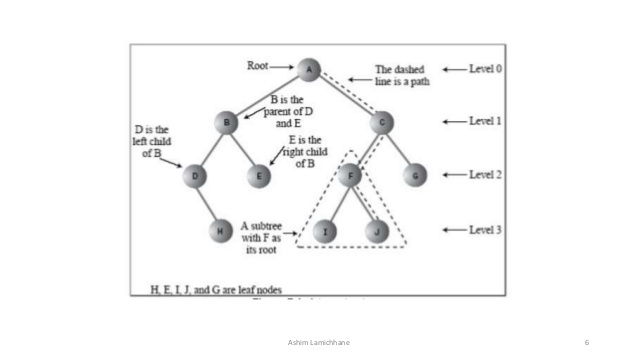 Root
A
The dashed
line is a path
Level 0
B is the
parent of D
and E
B
C
Level 1
D is the
left child
of B
E is the
right child
of B
D
E
F
G
Level 2
H
A subtree
with F as
its root
I
J
Level 3
H, E, I, J, and G are leaf nodes
Ashim Lamichhane
6